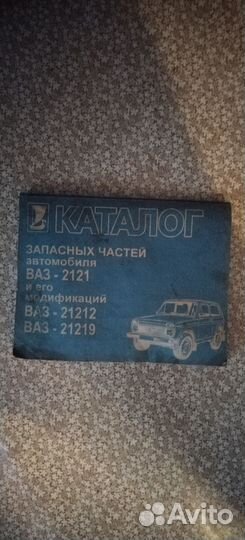 КАТАЛОГ
ЗАПАСНЫХ ЧАСТЕЙ
автомобиля
ВАЗ - 2121
и его
модификаций
ВАЗ - 21212
ВАЗ - 21219
Avito